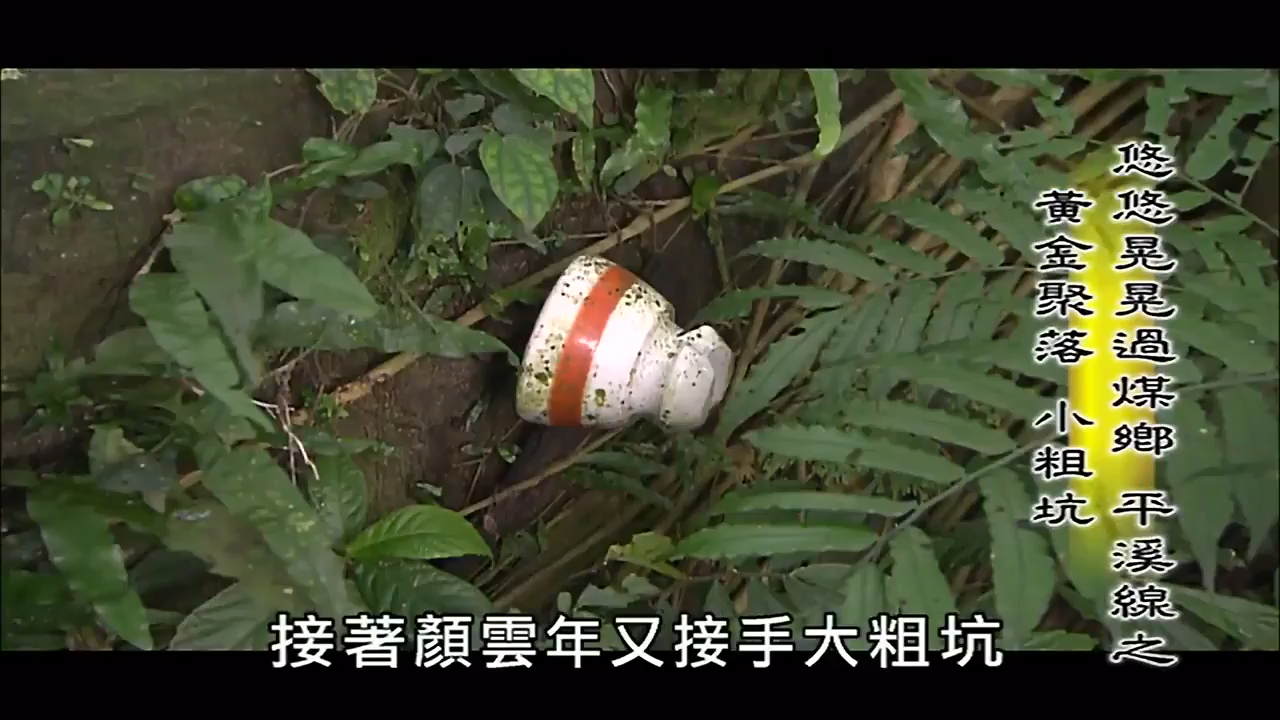 悠悠晃晃過煤鄉 平溪線之
黃金聚落 小粗坑
接著顏雲年又接手大粗坑